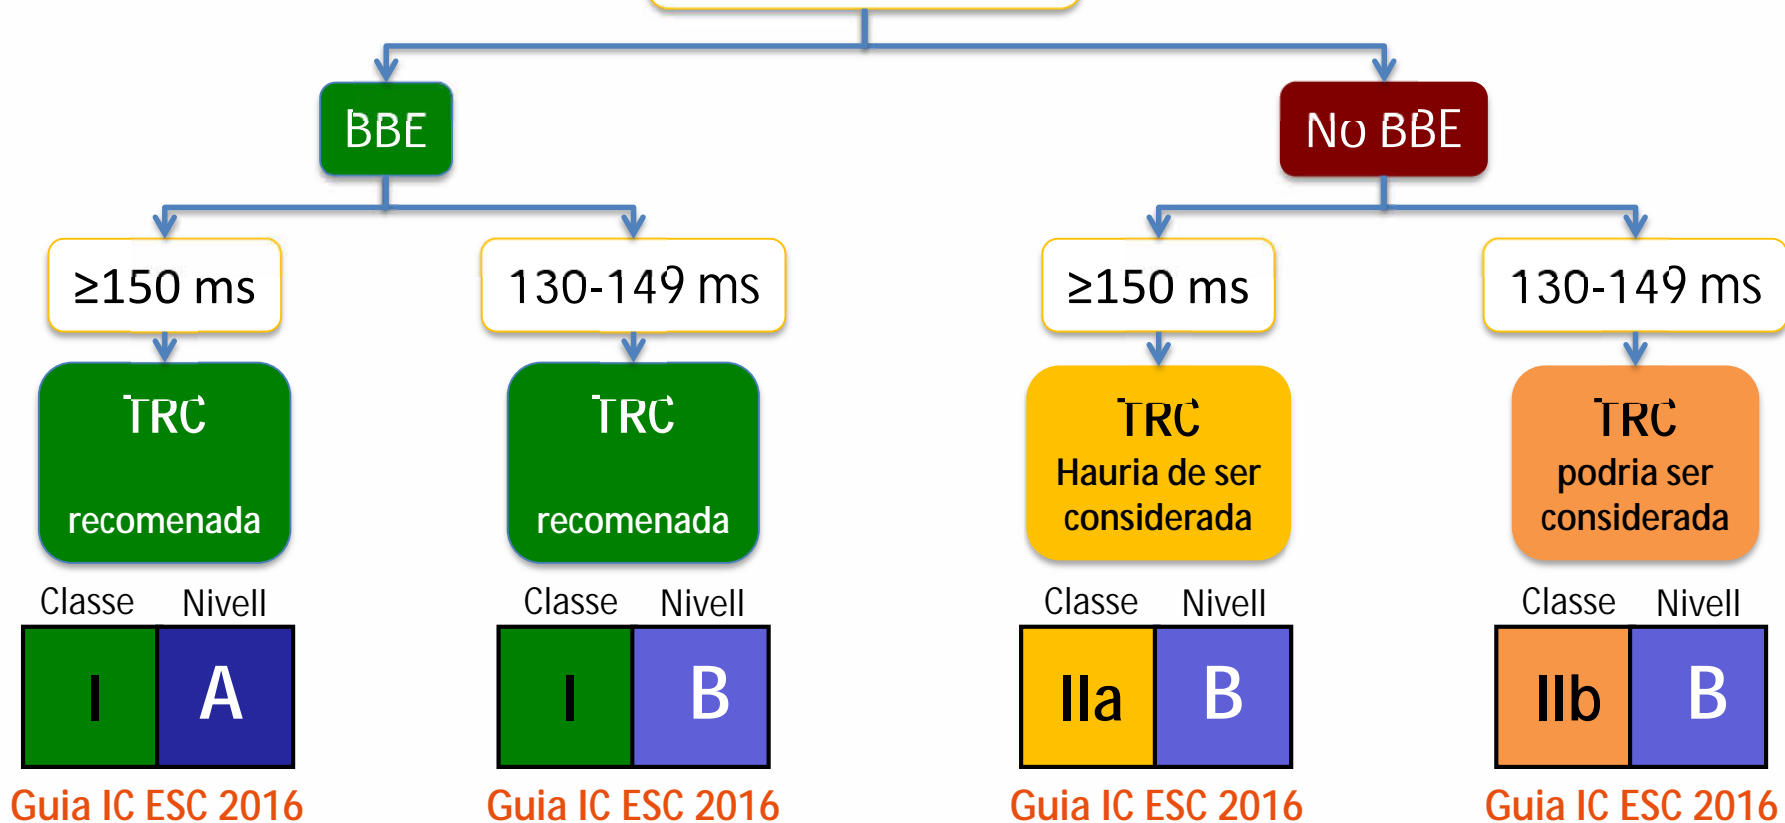 BBE
No BBE
≥150 ms
130-149 ms
≥150 ms
130-149 ms
TRC
recomenada
TRC
recomenada
TRC
Hauria de ser
considerada
TRC
podria ser
considerada
Classe Nivell
Classe Nivell
Classe Nivell
Classe Nivell
I A
I B
IIa B
IIb B
Guia IC ESC 2016
Guia IC ESC 2016
Guia IC ESC 2016
Guia IC ESC 2016